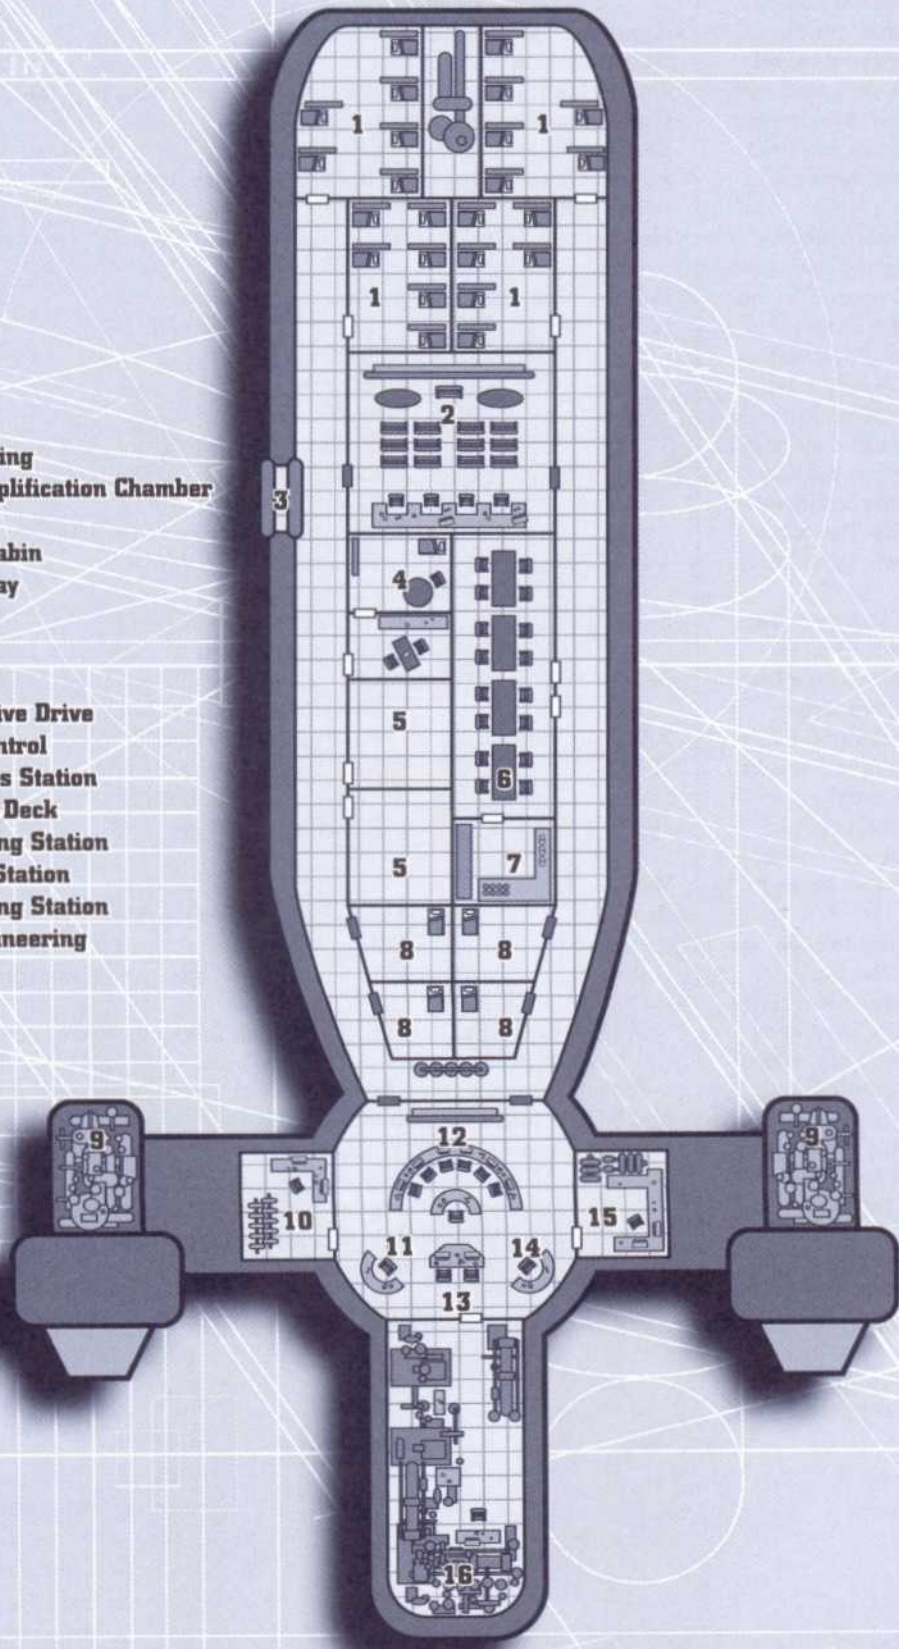 1 1
1 1
2
ing
plification Chamber
3
abin
ay
4
ive Drive
5
ntrol
s Station
6
Deck
ng Station
7
5
Station
ng Station
neering
8 8
8 8
9 12 9
10 15
11 14
13
16